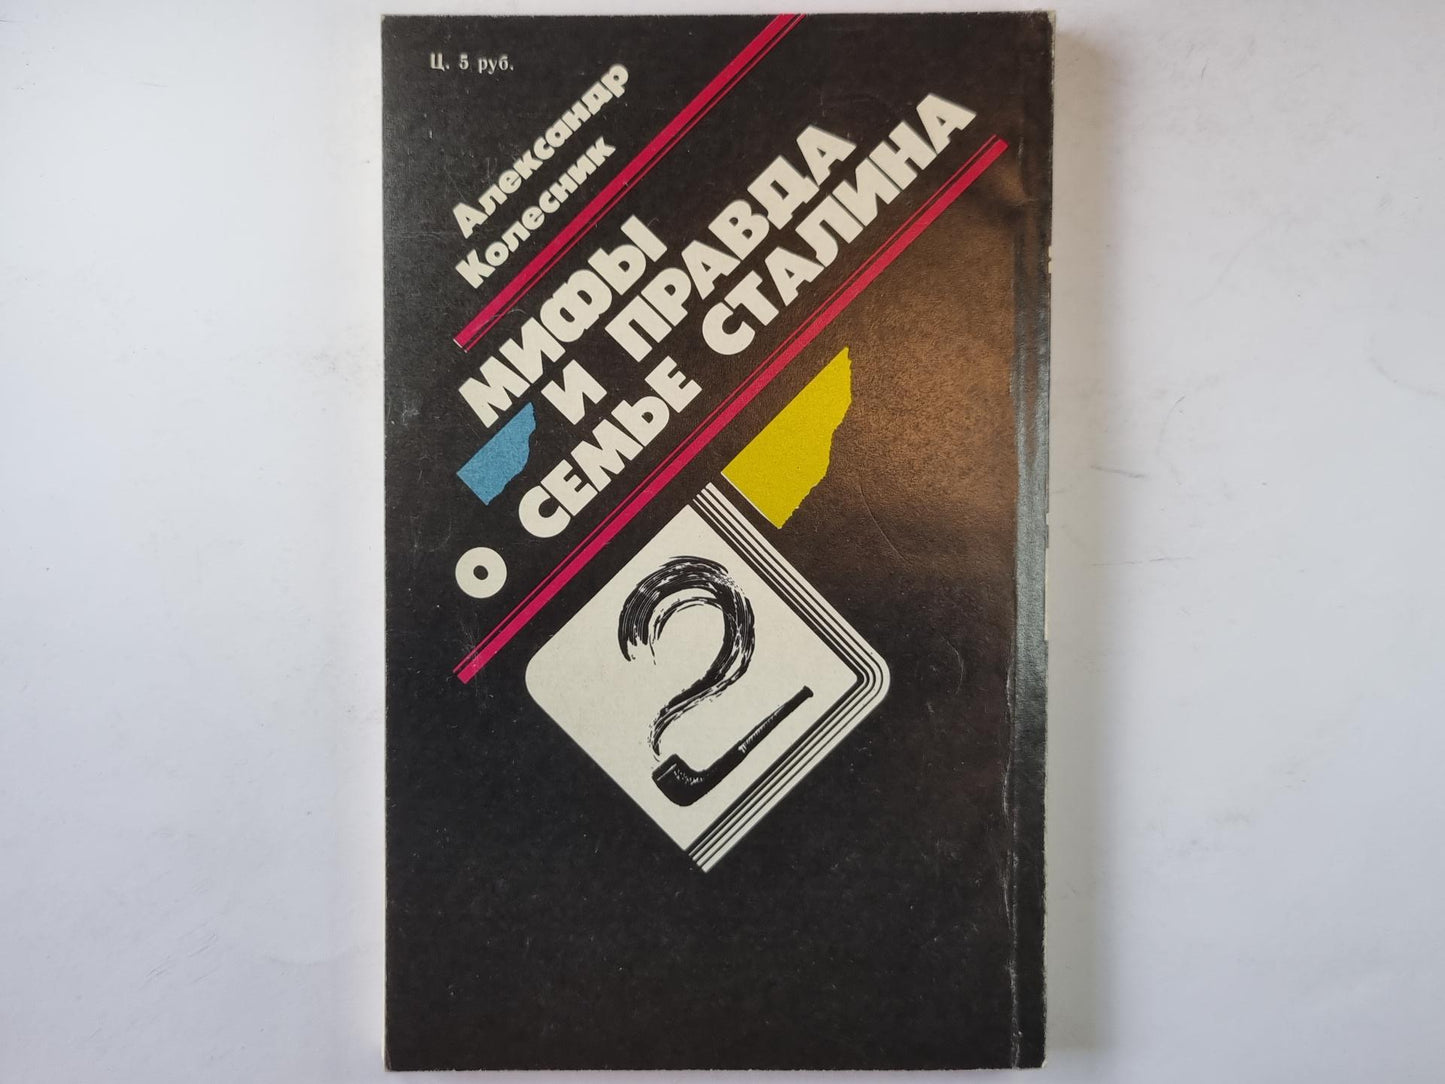 Ц. 5 руб.
Александр
Колесник
МИФЫ
И ПРАВДА
О СЕМЬЕ СТАЛИНА